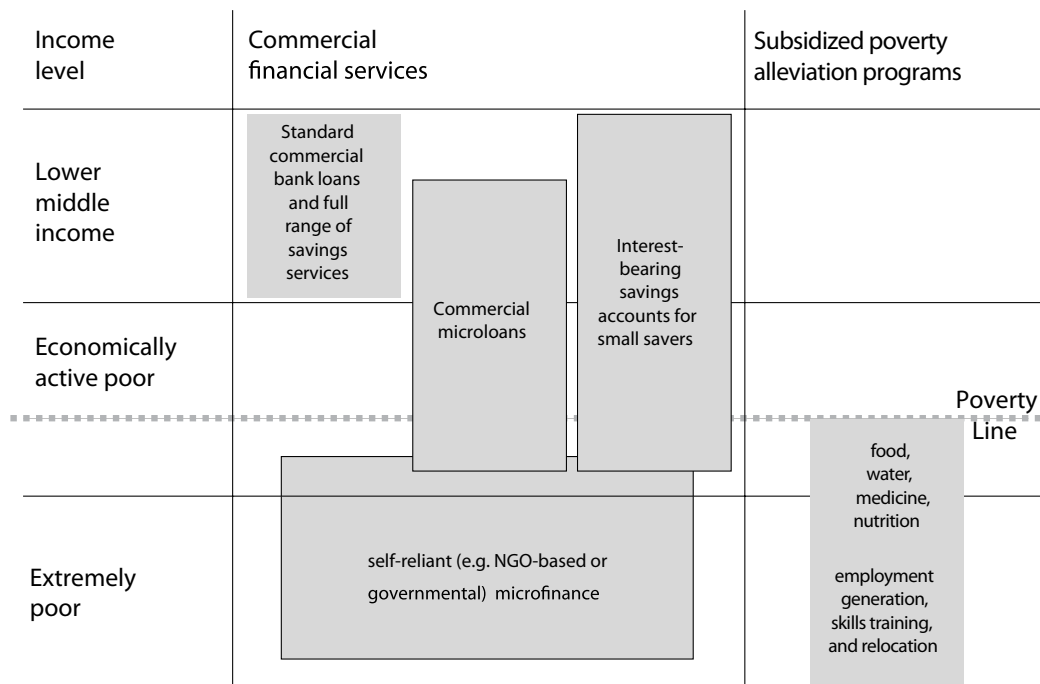 Income
level
Commercial
financial services
Subsidized poverty
alleviation programs
Lower
middle
income
Standard
commercial
bank loans
and full
range of
savings
services
Commercial
microloans
Interest-
bearing
savings
accounts for
small savers
Economically
active poor
Poverty
Line
food,
water,
medicine,
nutrition
employment
generation,
skills training,
and relocation
Extremely
poor
self-reliant (e.g. NGO-based or
governmental) microfinance